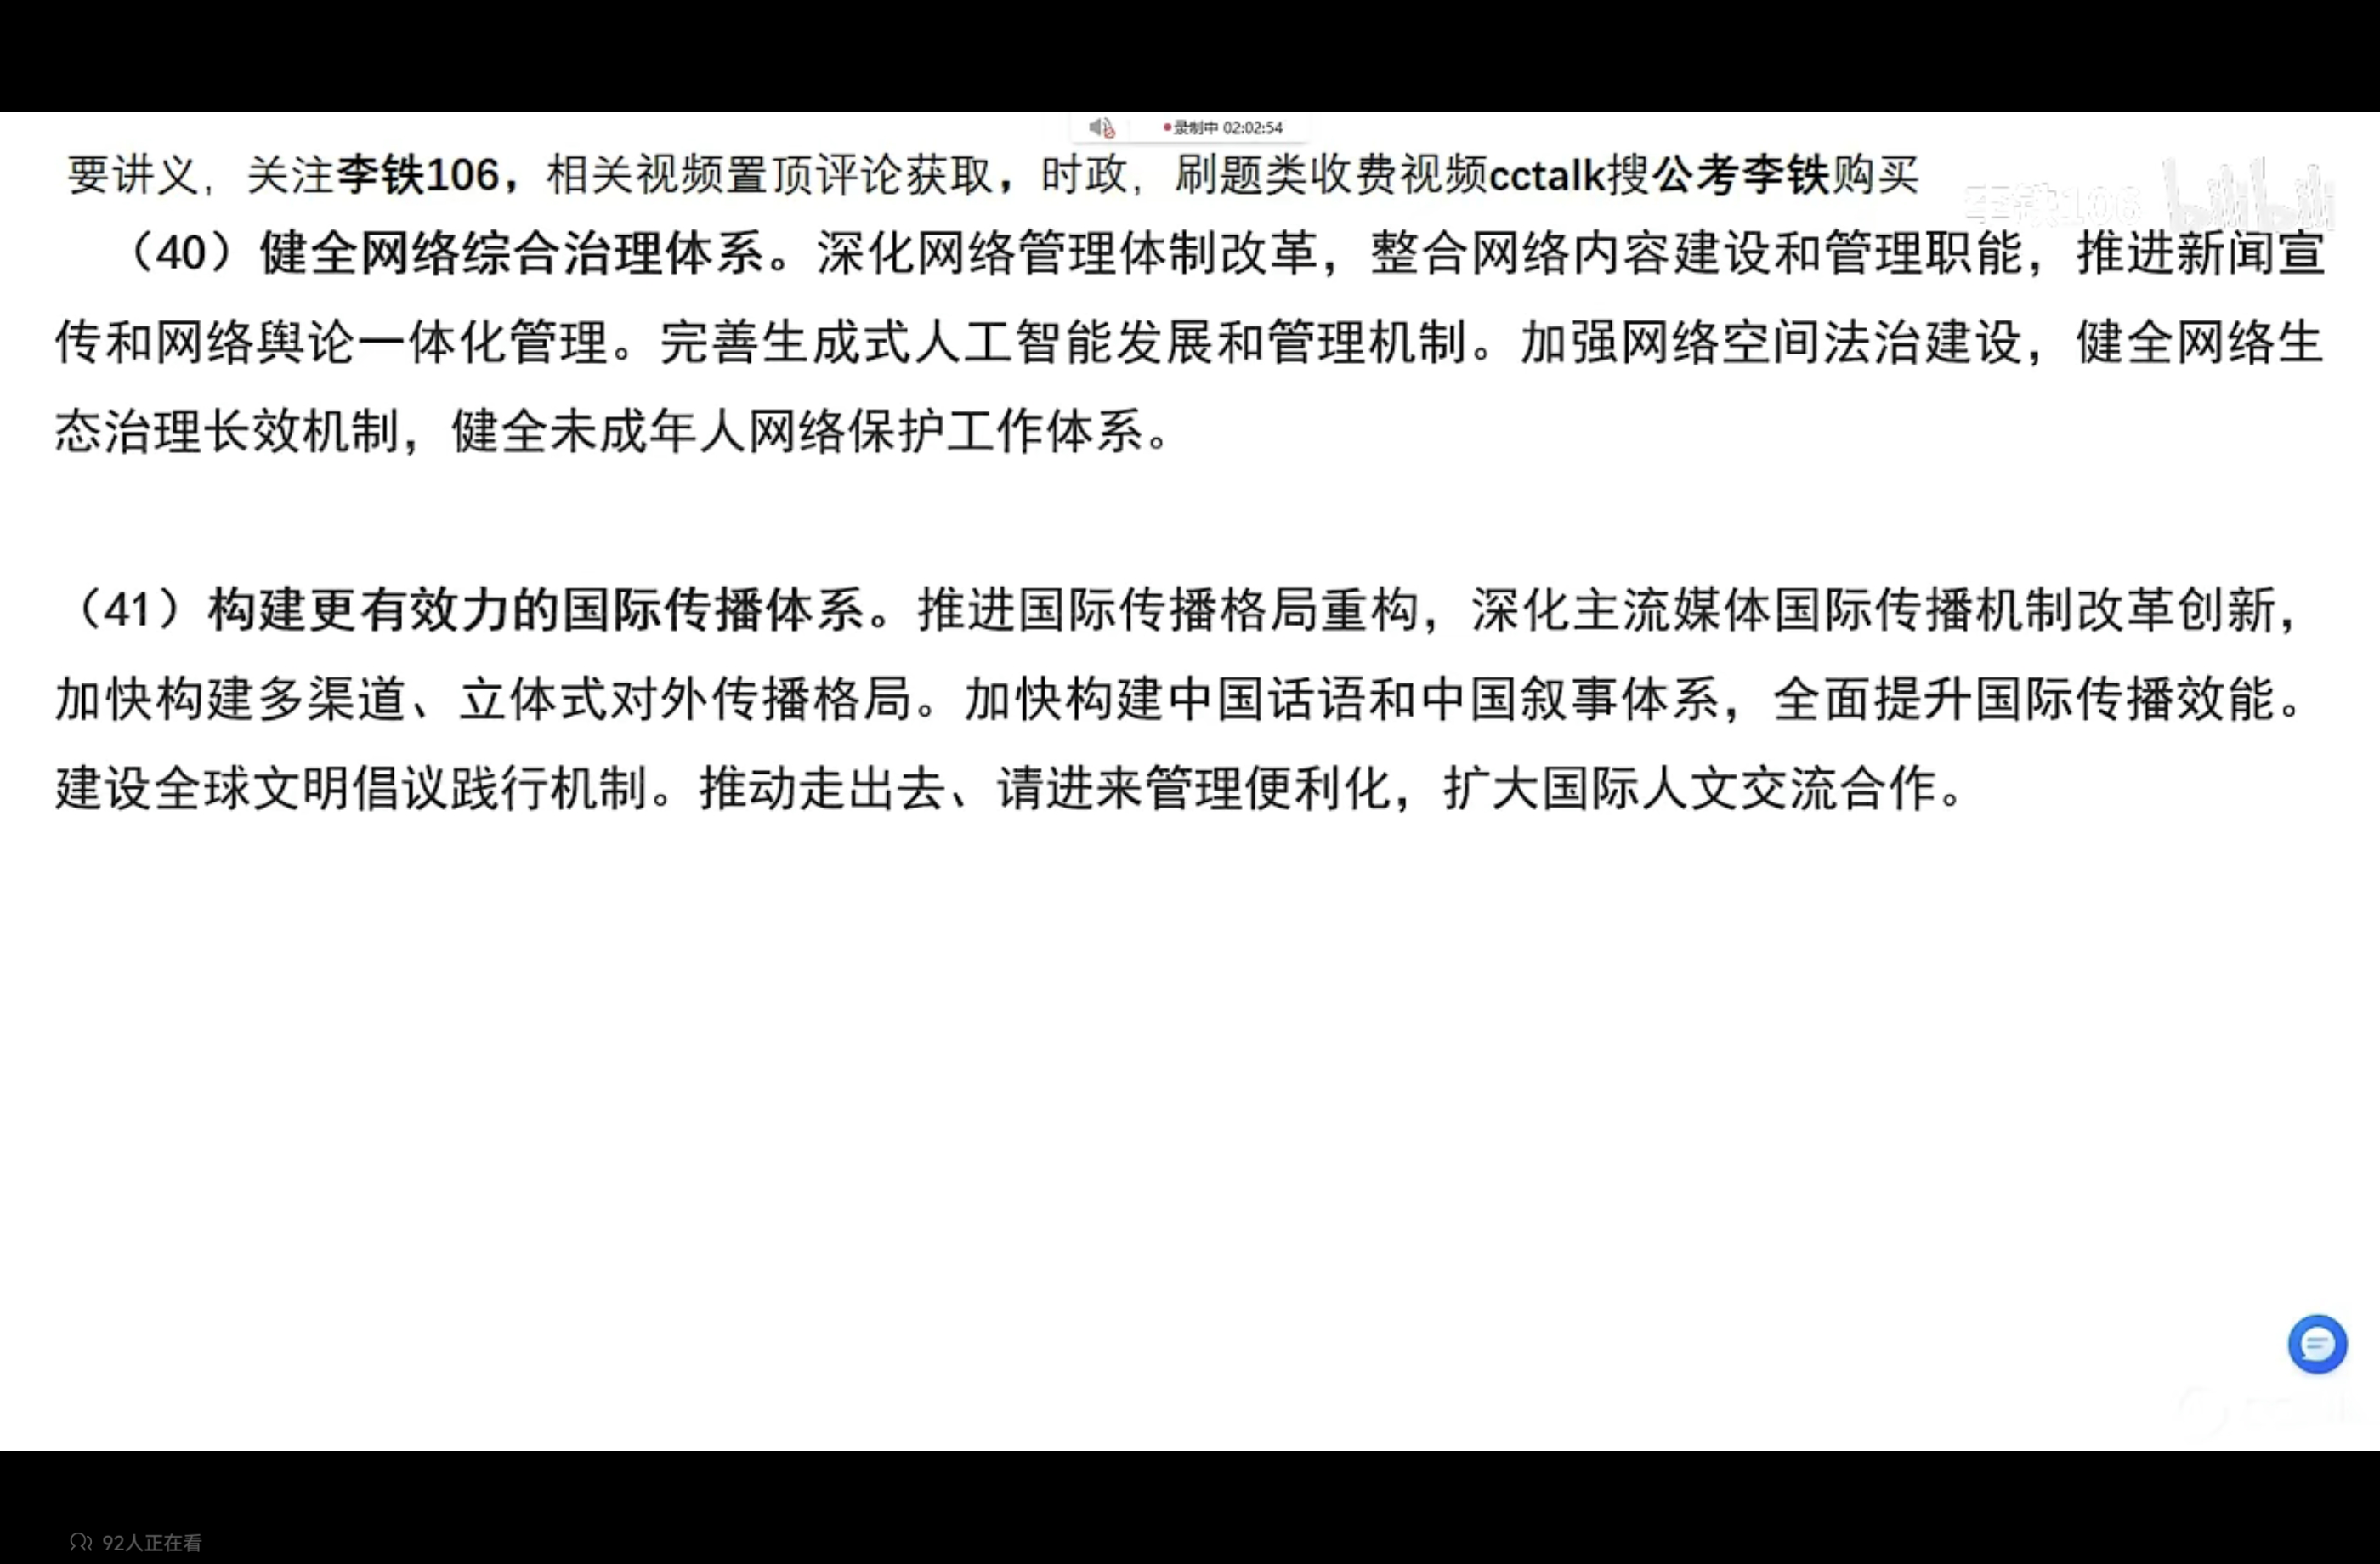 录制中 02:02:54
要讲义，关注李铁106，相关视频置顶评论获取，时政，刷题类收费视频cctalk搜公考李铁购买
李铁106 bilibili
（40）健全网络综合治理体系。深化网络管理体制改革，整合网络内容建设和管理职能，推进新闻宣
传和网络舆论一体化管理。完善生成式人工智能发展和管理机制。加强网络空间法治建设，健全网络生
态治理长效机制，健全未成年人网络保护工作体系。
（41）构建更有效力的国际传播体系。推进国际传播格局重构，深化主流媒体国际传播机制改革创新，
加快构建多渠道、立体式对外传播格局。加快构建中国话语和中国叙事体系，全面提升国际传播效能。
建设全球文明倡议践行机制。推动走出去、请进来管理便利化，扩大国际人文交流合作。
92人正在看